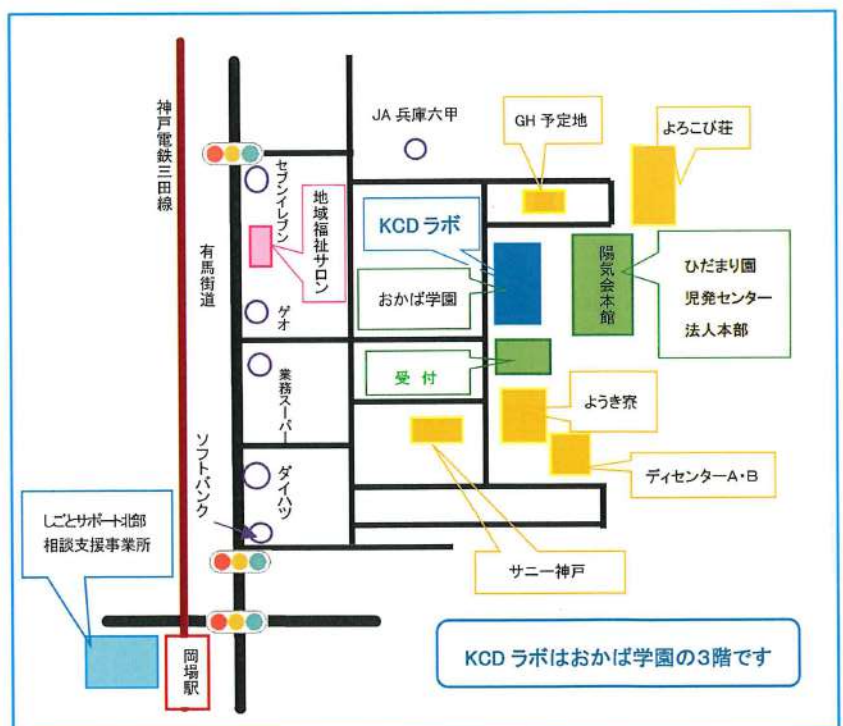 神戸電鉄三田線
有馬街道
JA 兵庫六甲
GH 予定地
よろこび荘
セブンイレブン
地域福祉サロン
KCD ラボ
おかば学園
陽気会本館
ひだまり園
児発センター
法人本部
ゲオ
受 付
業務スーパー
ようき寮
ソフトバンク
ダイハツ
ディセンターA・B
しごとサポート北部
相談支援事業所
サニー神戸
岡場駅
KCD ラボはおかば学園の3階です